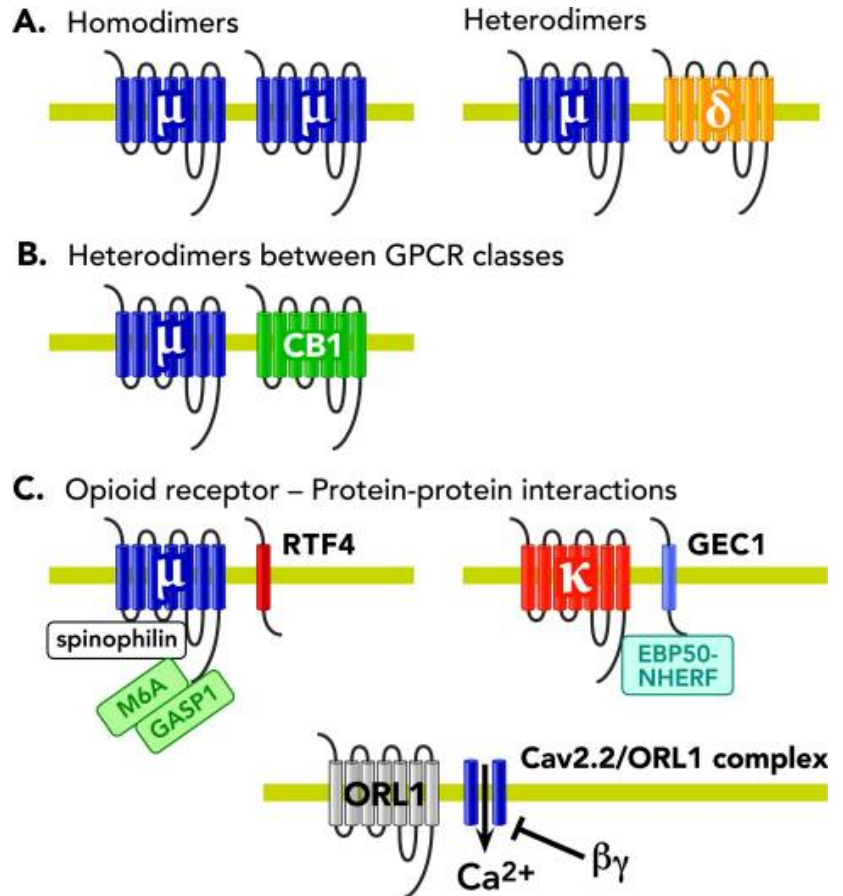 A. Homodimers
Heterodimers
μ
μ
μ
δ
B. Heterodimers between GPCR classes
μ
CB1
C. Opioid receptor – Protein-protein interactions
μ
RTF4
κ
GEC1
spinophilin
M6A
GASP1
EBP50-
NHERF
ORL1
Cav2.2/ORL1 complex
Ca²⁺
βγ